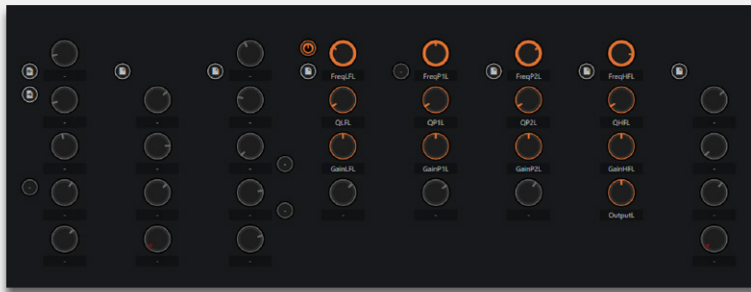 - FreqLFL FreqP1L FreqP2L FreqHFL
- - QLFL QP1L QP2L QHFL -
- - - GainLFL GainP1L GainP2L GainHFL -
- - - - - - OutputL -
- - - -